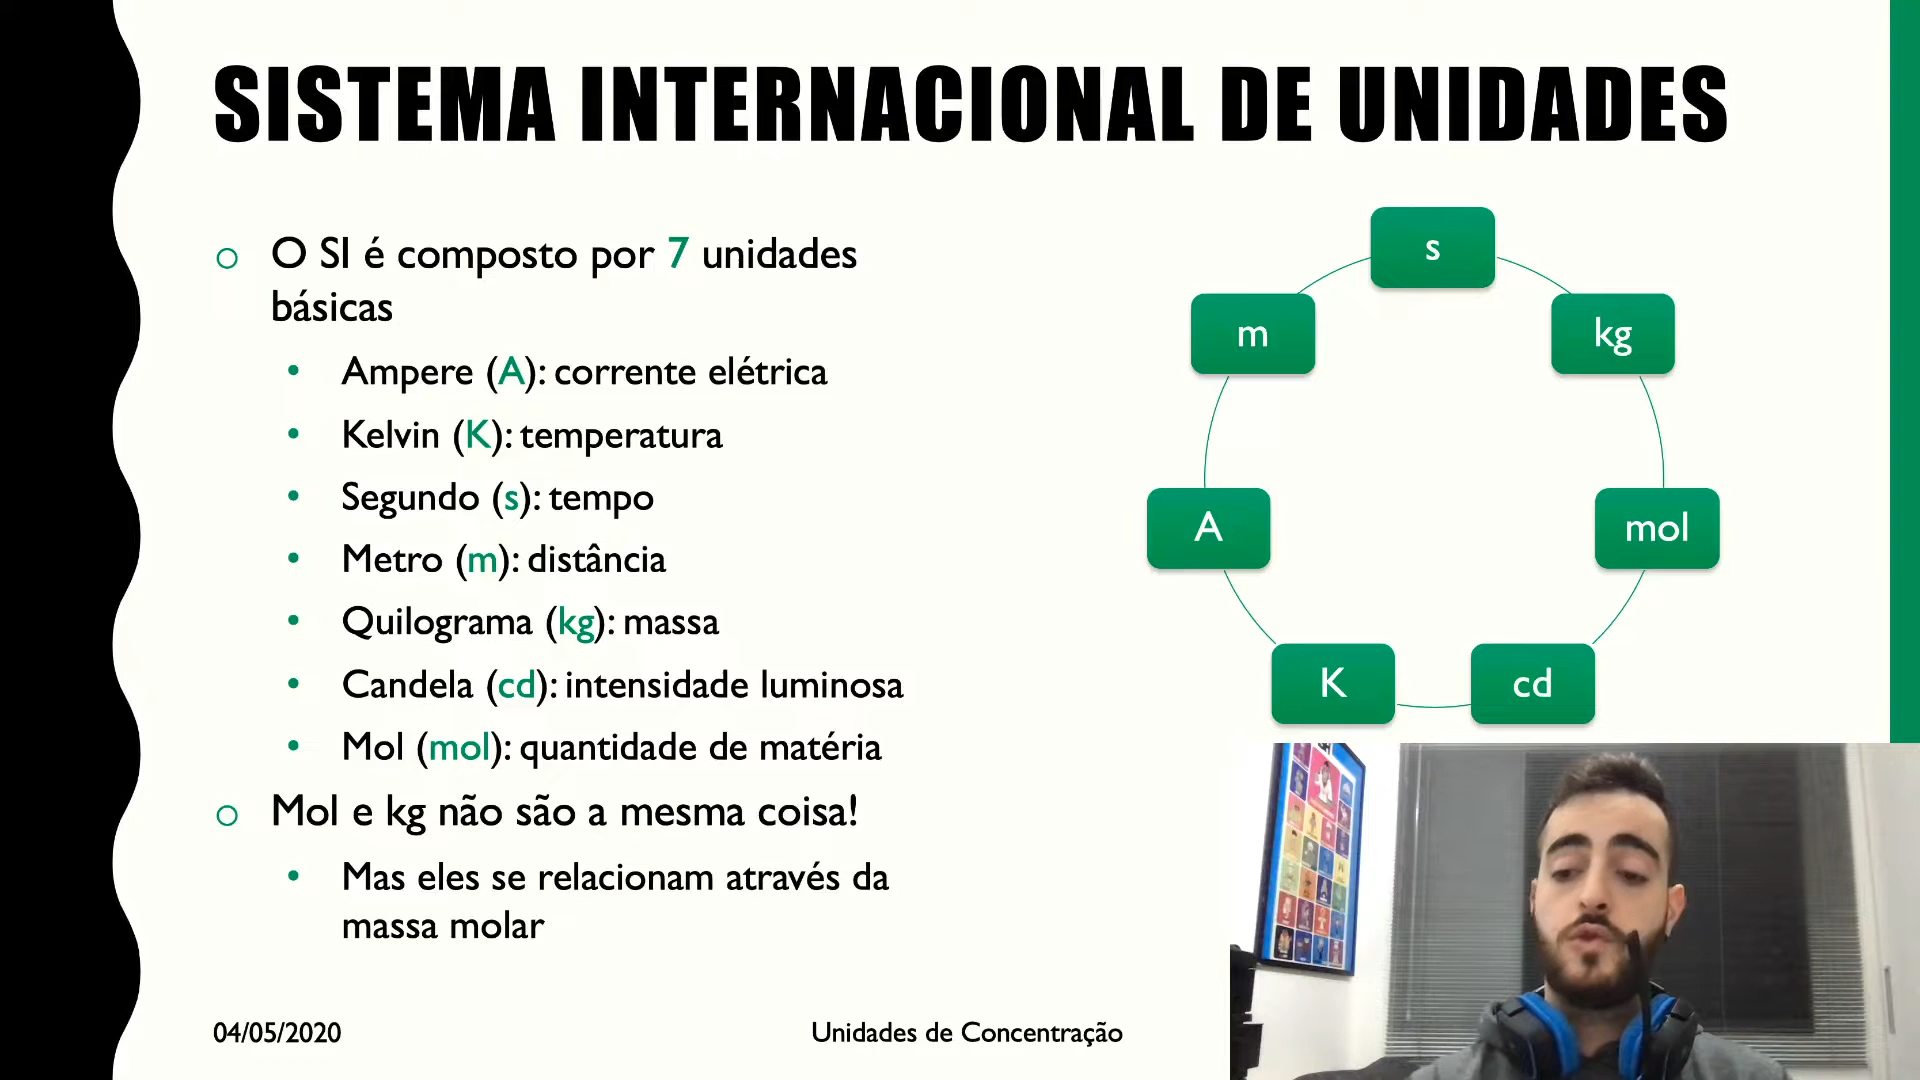 SISTEMA INTERNACIONAL DE UNIDADES
O SI é composto por 7 unidades
básicas
Ampere (A): corrente elétrica
Kelvin (K): temperatura
Segundo (s): tempo
Metro (m): distância
Quilograma (kg): massa
Candela (cd): intensidade luminosa
Mol (mol): quantidade de matéria
Mol e kg não são a mesma coisa!
Mas eles se relacionam através da
massa molar
s
kg
mol
cd
K
A
m
04/05/2020
Unidades de Concentração